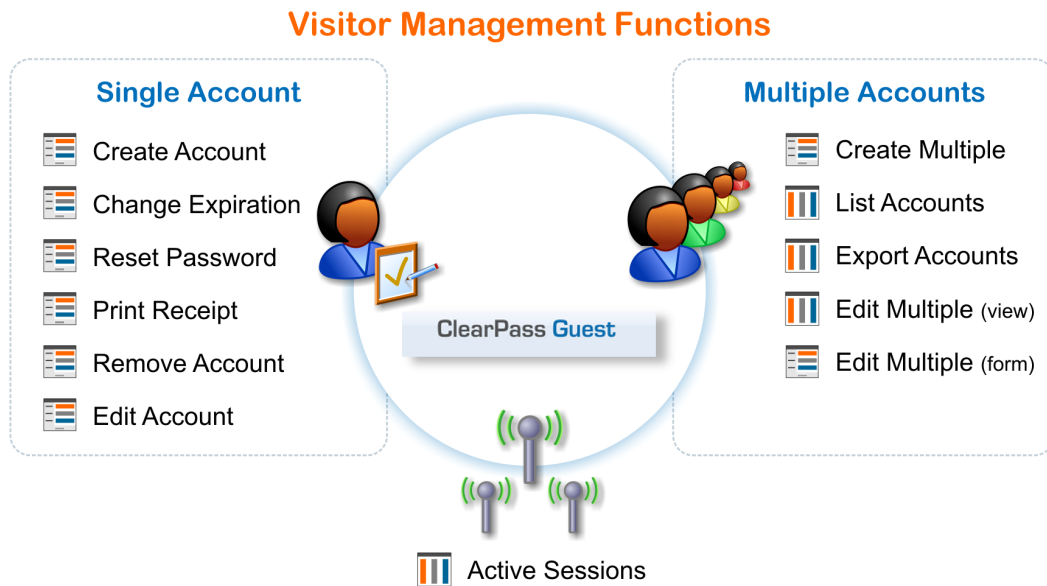 Visitor Management Functions
Single Account
Create Account
Change Expiration
Reset Password
Print Receipt
Remove Account
Edit Account
Multiple Accounts
Create Multiple
List Accounts
Export Accounts
Edit Multiple (view)
Edit Multiple (form)
ClearPass Guest
Active Sessions